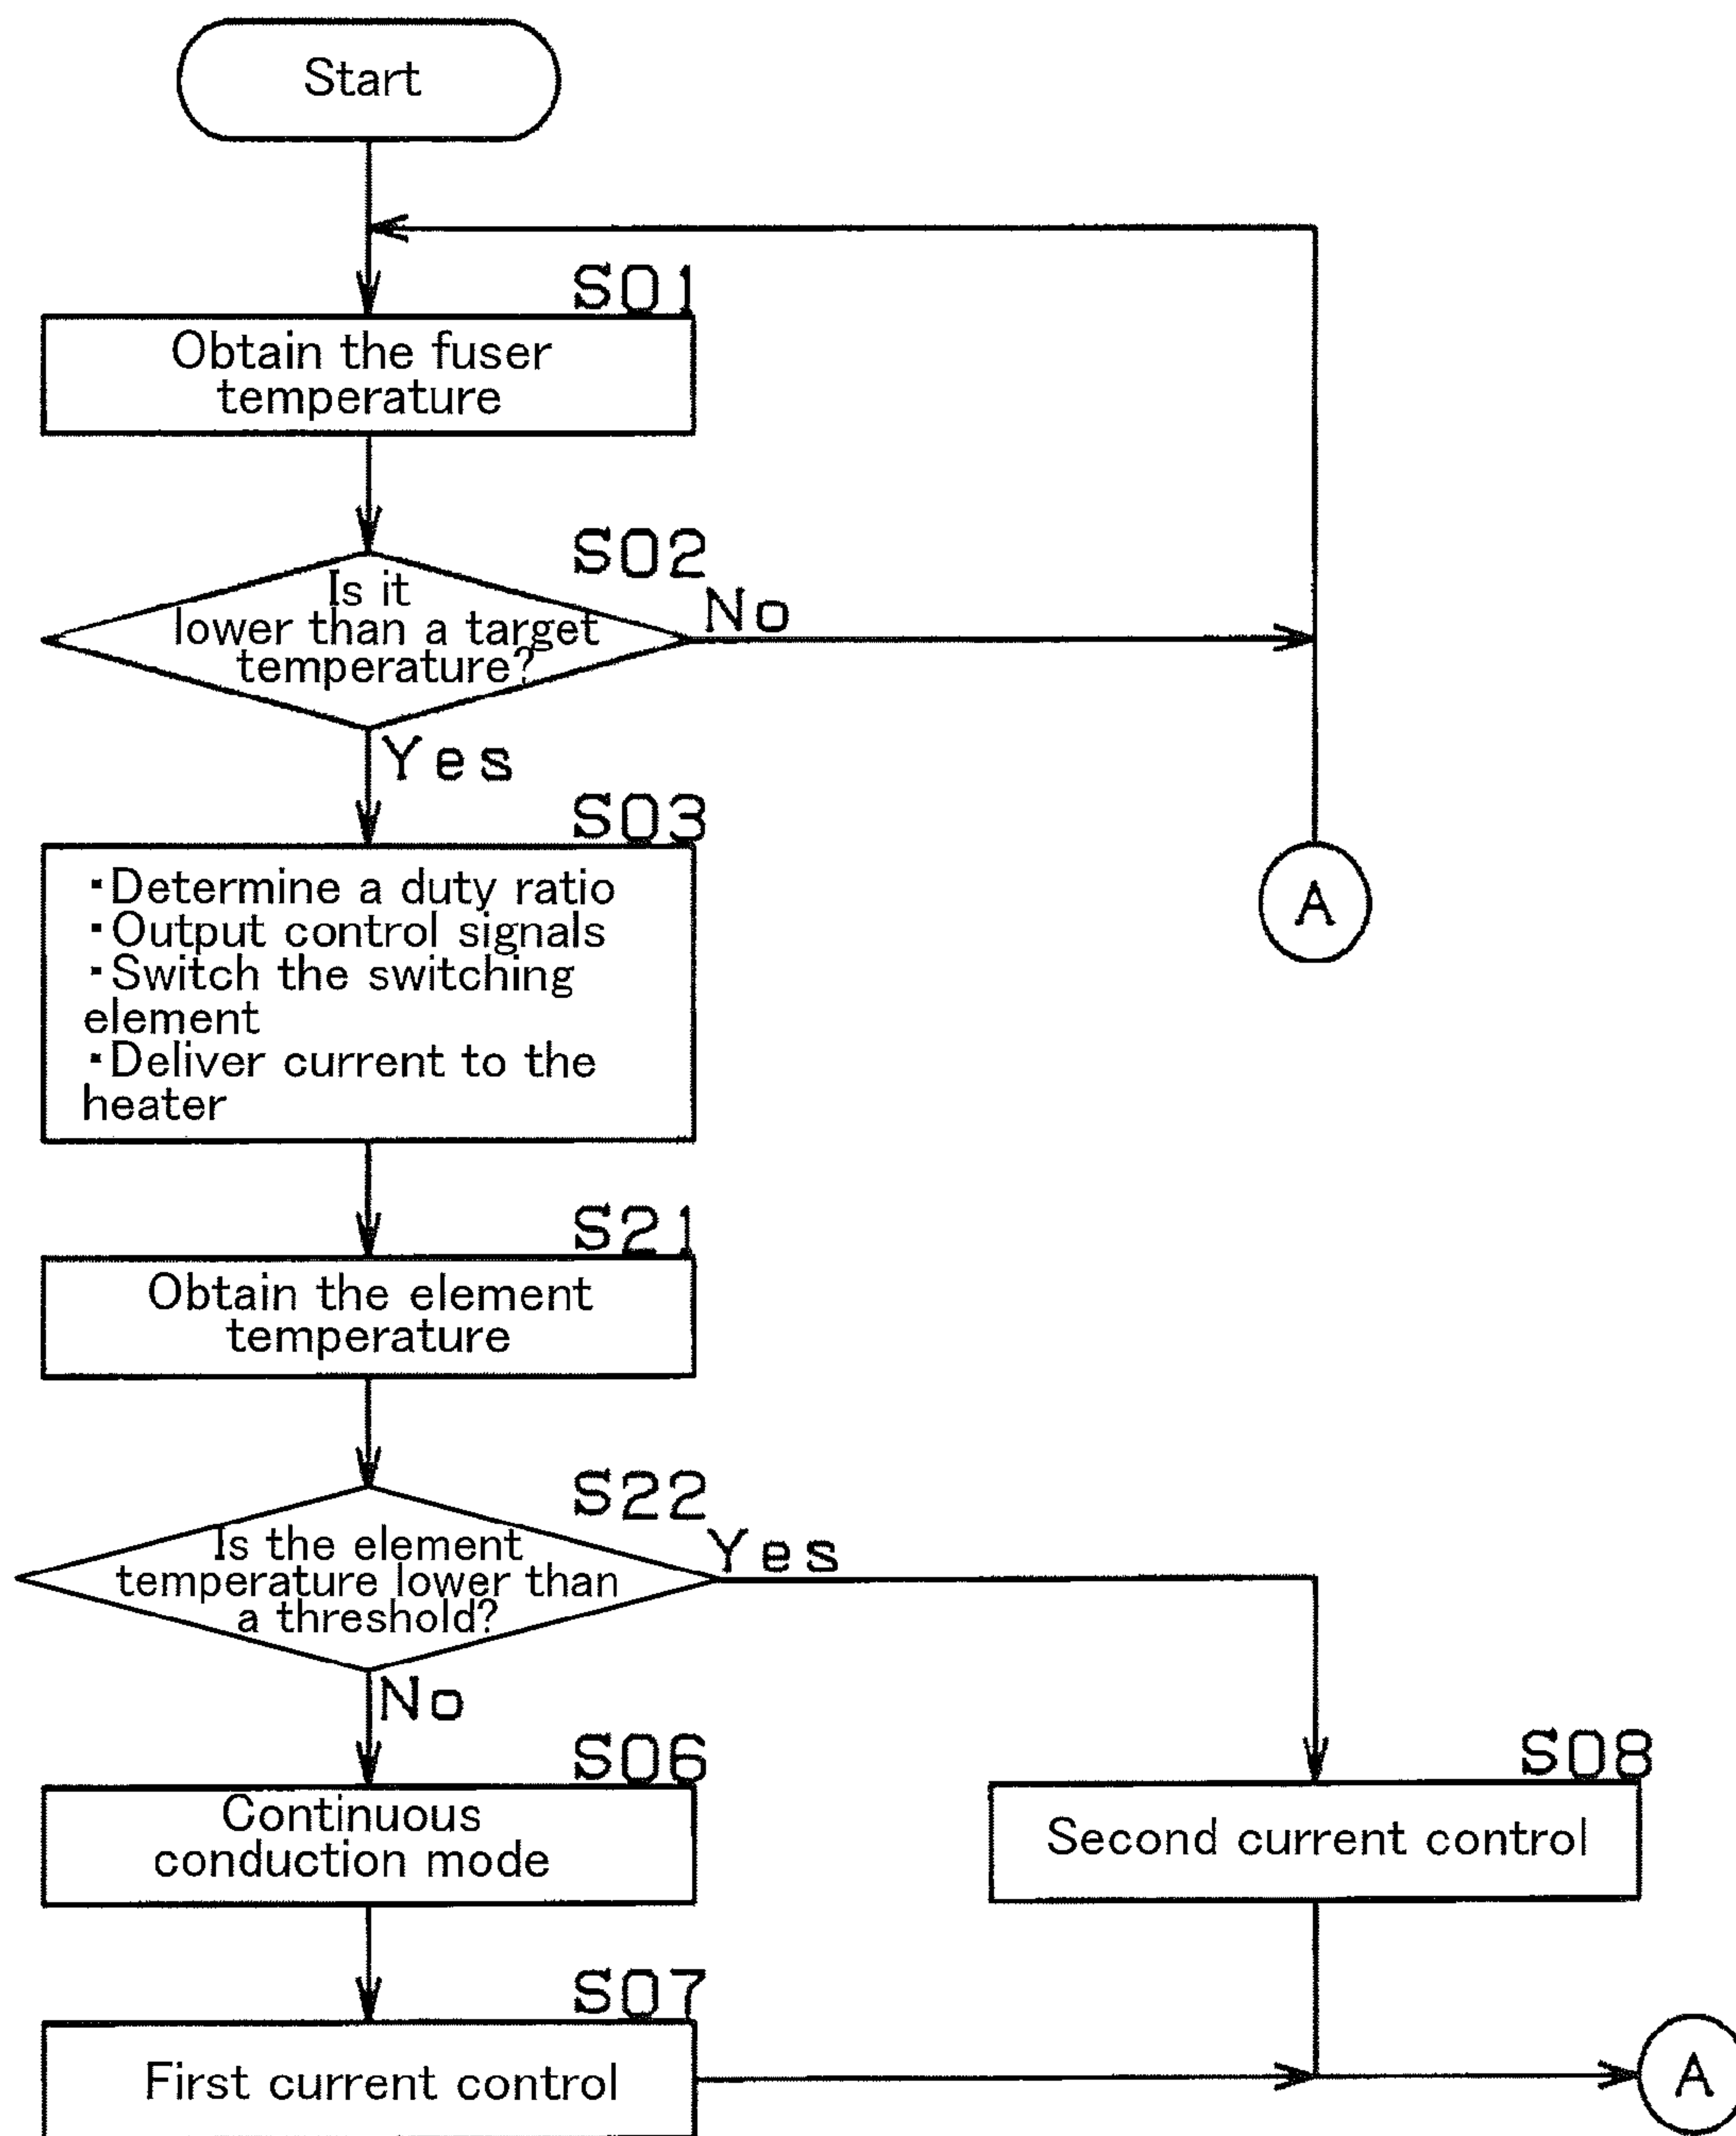 Start
S01
Obtain the fuser
temperature
S02
Is it
lower than a target
temperature?
No
Yes
S03
・Determine a duty ratio
・Output control signals
・Switch the switching
element
・Deliver current to the
heater
A
S21
Obtain the element
temperature
S22
Is the element
temperature lower than
a threshold?
Yes
No
S06
Continuous
conduction mode
S08
Second current control
S07
First current control
A